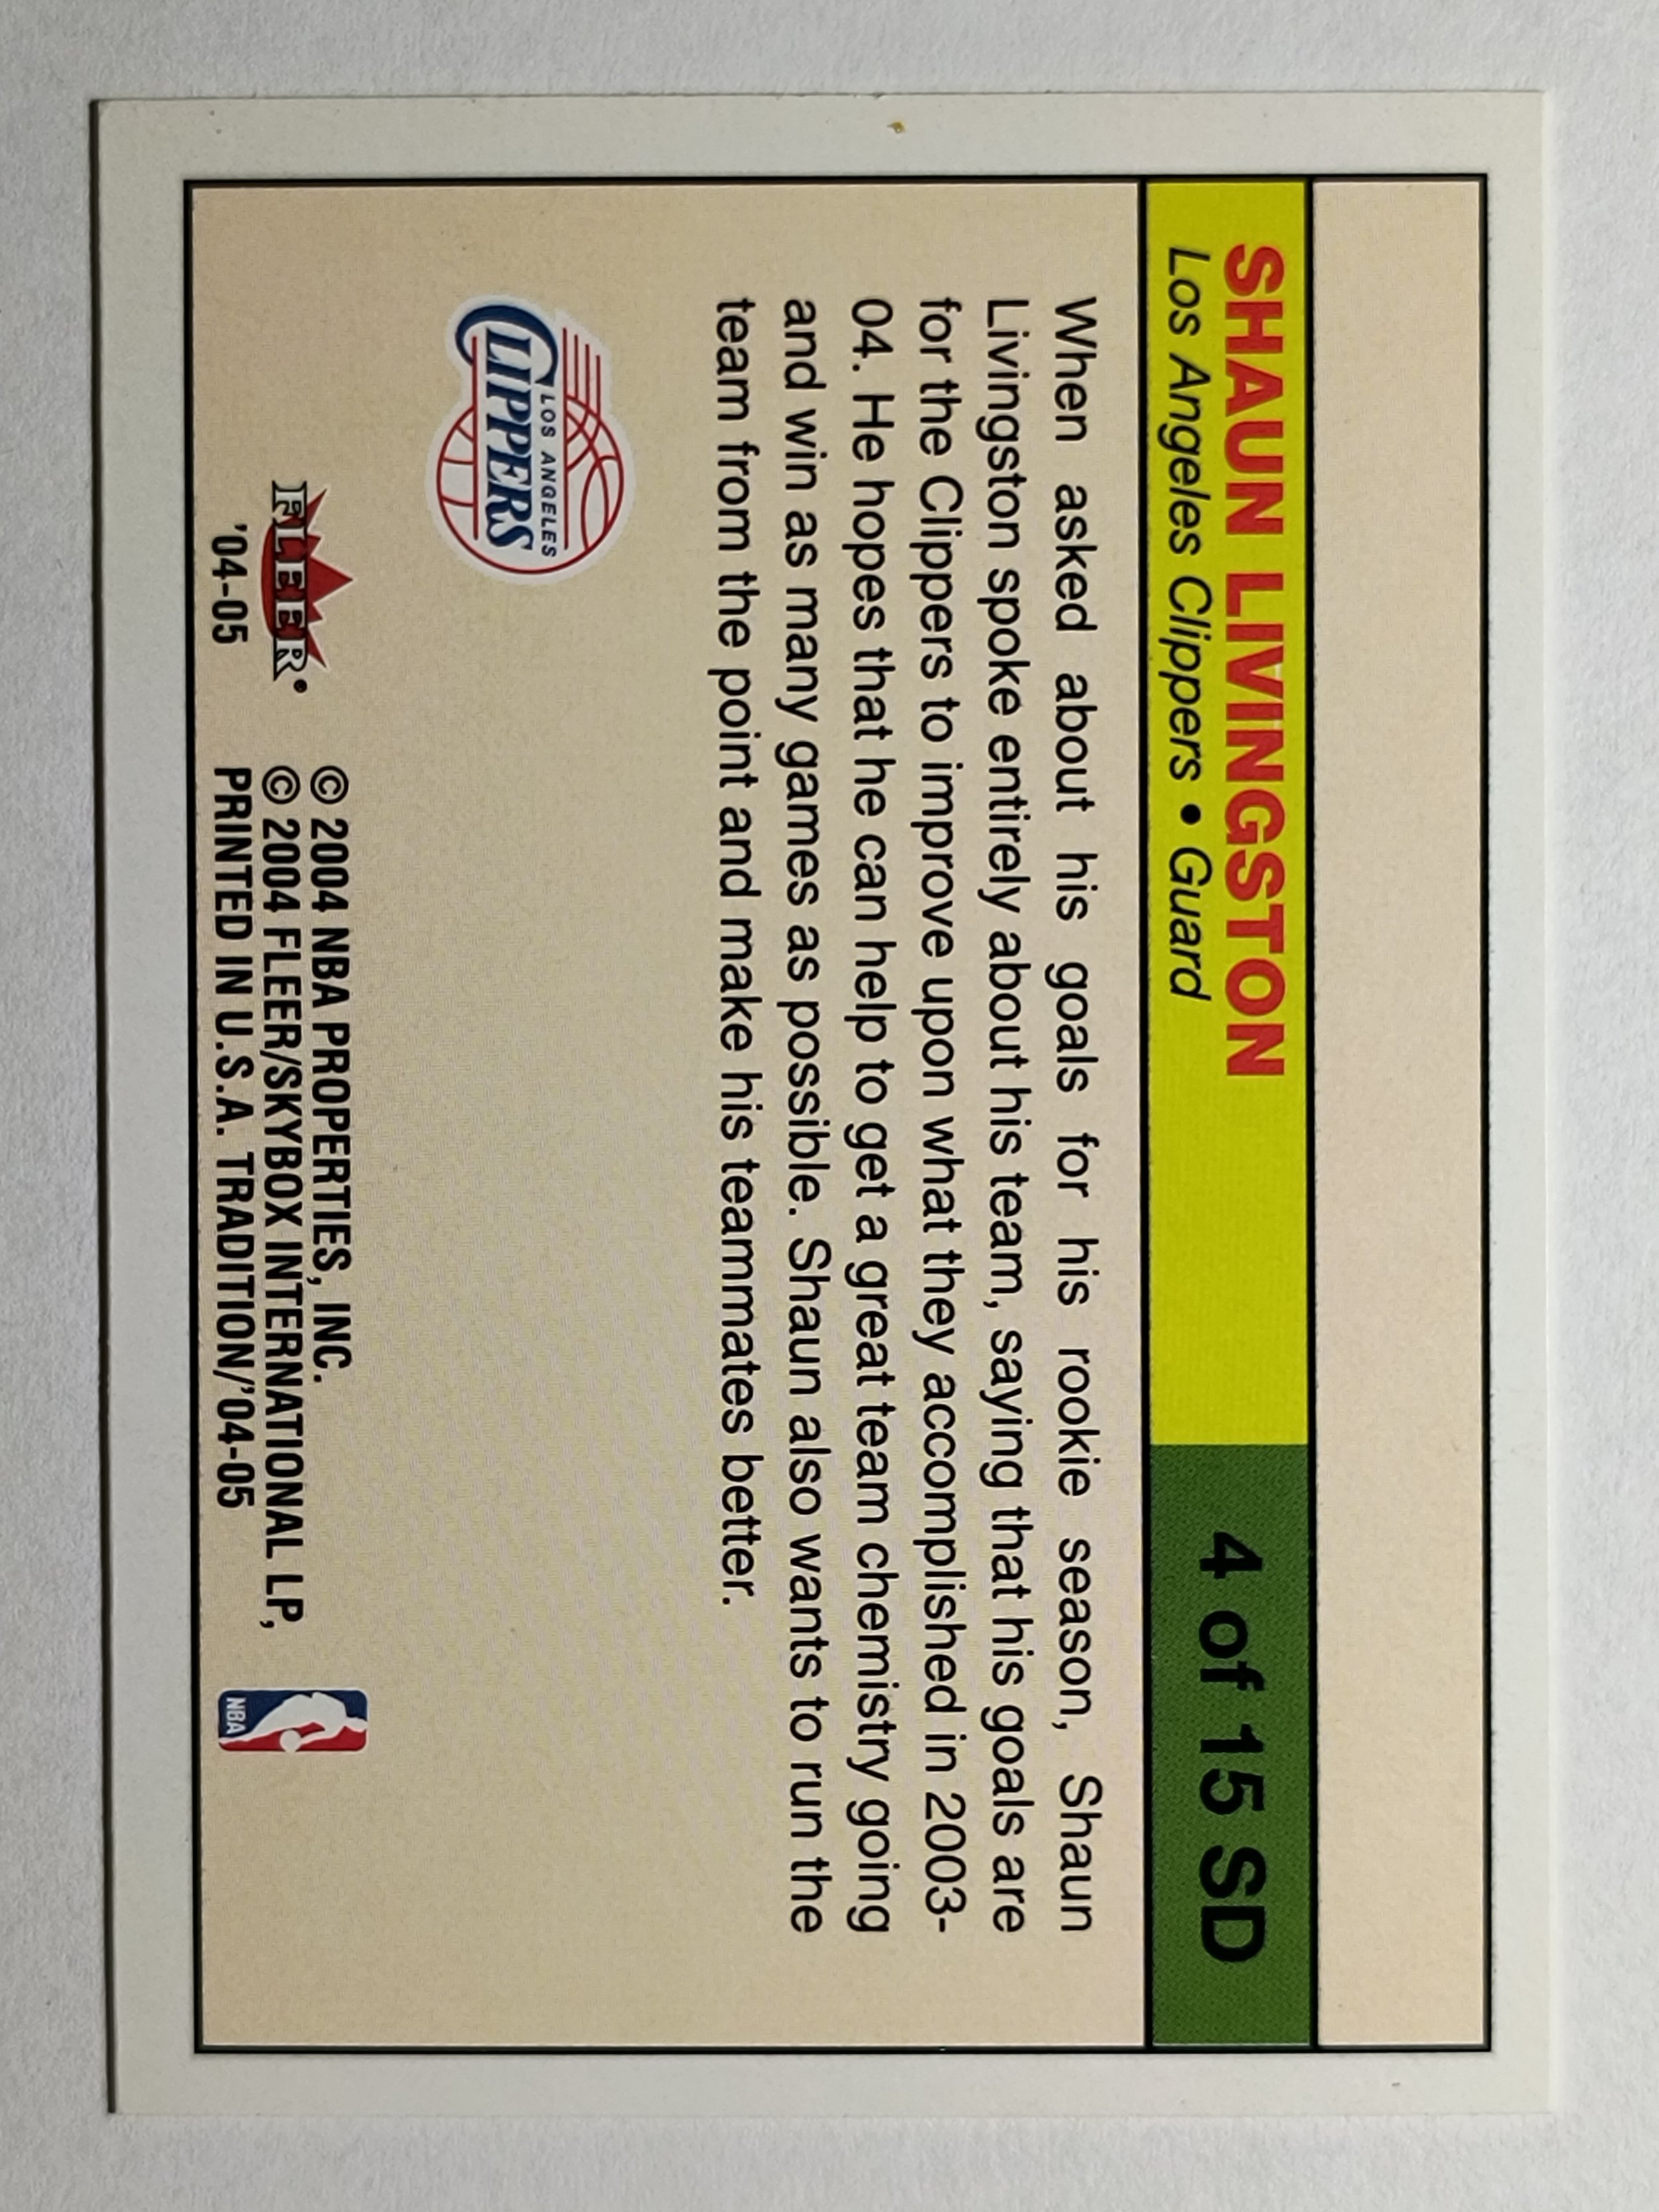 SHAUN LIVINGSTON
Los Angeles Clippers • Guard
4 of 15 SD
When asked about his goals for his rookie season, Shaun
Livingston spoke entirely about his team, saying that his goals are
for the Clippers to improve upon what they accomplished in 2003-
04. He hopes that he can help to get a great team chemistry going
and win as many games as possible. Shaun also wants to run the
team from the point and make his teammates better.
LOS ANGELES
CLIPPERS
FLEER®
'04-05
© 2004 NBA PROPERTIES, INC.
© 2004 FLEER/SKYBOX INTERNATIONAL LP,
PRINTED IN U.S.A. TRADITION/'04-05
NBA